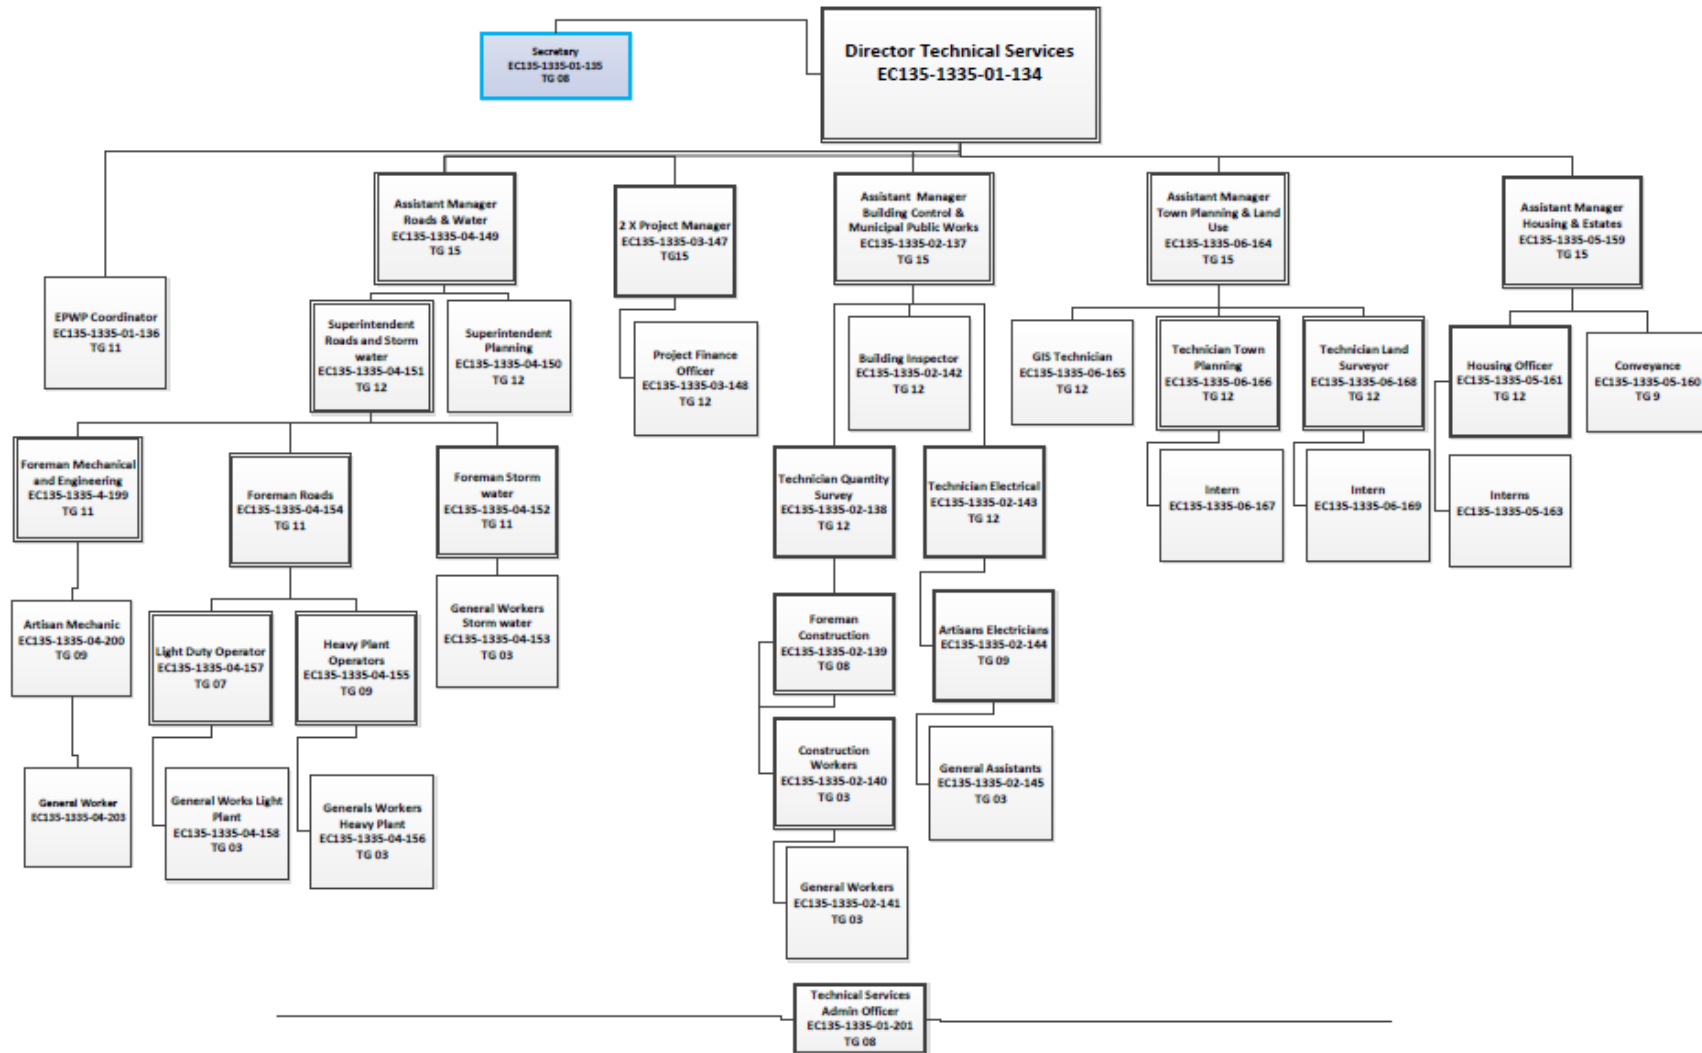 Secretary
EC135-1335-01-135
TG 08
Director Technical Services
EC135-1335-01-134
Assistant Manager
Roads & Water
EC135-1335-04-149
TG 15
2 X Project Manager
EC135-1335-03-147
TG15
Assistant Manager
Building Control &
Municipal Public Works
EC135-1335-02-137
TG 15
Assistant Manager
Town Planning & Land
Use
EC135-1335-06-164
TG 15
Assistant Manager
Housing & Estates
EC135-1335-05-159
TG 15
EPWP Coordinator
EC135-1335-01-136
TG 11
Superintendent
Roads and Storm
water
EC135-1335-04-151
TG 12
Superintendent
Planning
EC135-1335-04-150
TG 12
Project Finance
Officer
EC135-1335-03-148
TG 12
Building Inspector
EC135-1335-02-142
TG 12
GIS Technician
EC135-1335-06-165
TG 12
Technician Town
Planning
EC135-1335-06-166
TG 12
Technician Land
Surveyor
EC135-1335-06-168
TG 12
Housing Officer
EC135-1335-05-161
TG 12
Conveyance
EC135-1335-05-160
TG 9
Foreman Mechanical
and Engineering
EC135-1335-4-199
TG 11
Foreman Roads
EC135-1335-04-154
TG 11
Foreman Storm
water
EC135-1335-04-152
TG 11
Technician Quantity
Survey
EC135-1335-02-138
TG 12
Technician Electrical
EC135-1335-02-143
TG 12
Intern
EC135-1335-06-167
Intern
EC135-1335-06-169
Interns
EC135-1335-05-163
Artisan Mechanic
EC135-1335-04-200
TG 09
Light Duty Operator
EC135-1335-04-157
TG 07
Heavy Plant
Operators
EC135-1335-04-155
TG 09
General Workers
Storm water
EC135-1335-04-153
TG 03
Foreman
Construction
EC135-1335-02-139
TG 08
Artisans Electricians
EC135-1335-02-144
TG 09
General Worker
EC135-1335-04-203
General Works Light
Plant
EC135-1335-04-158
TG 03
Generals Workers
Heavy Plant
EC135-1335-04-156
TG 03
Construction
Workers
EC135-1335-02-140
TG 03
General Assistants
EC135-1335-02-145
TG 03
General Workers
EC135-1335-02-141
TG 03
Technical Services
Admin Officer
EC135-1335-01-201
TG 08